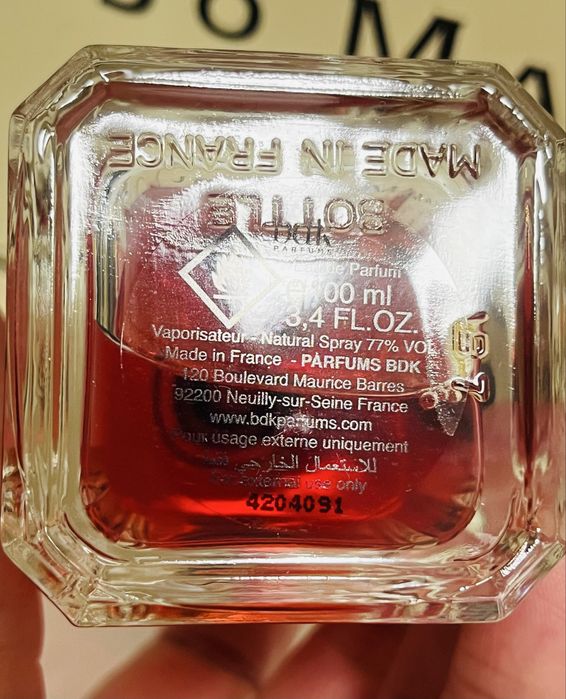 MADE IN FRANCE
BOTTLE
bdk
PARFUMS
Parfum
100 ml
3,4 FL.OZ.
Vaporisateur - Natural Spray 77% VOL
Made in France - PARFUMS BDK
120 Boulevard Maurice Barres
92200 Neuilly-sur-Seine France
www.bdkparfums.com
Pour usage externe uniquement
للاستعمال الخارجي فقط
For external use only
4204091